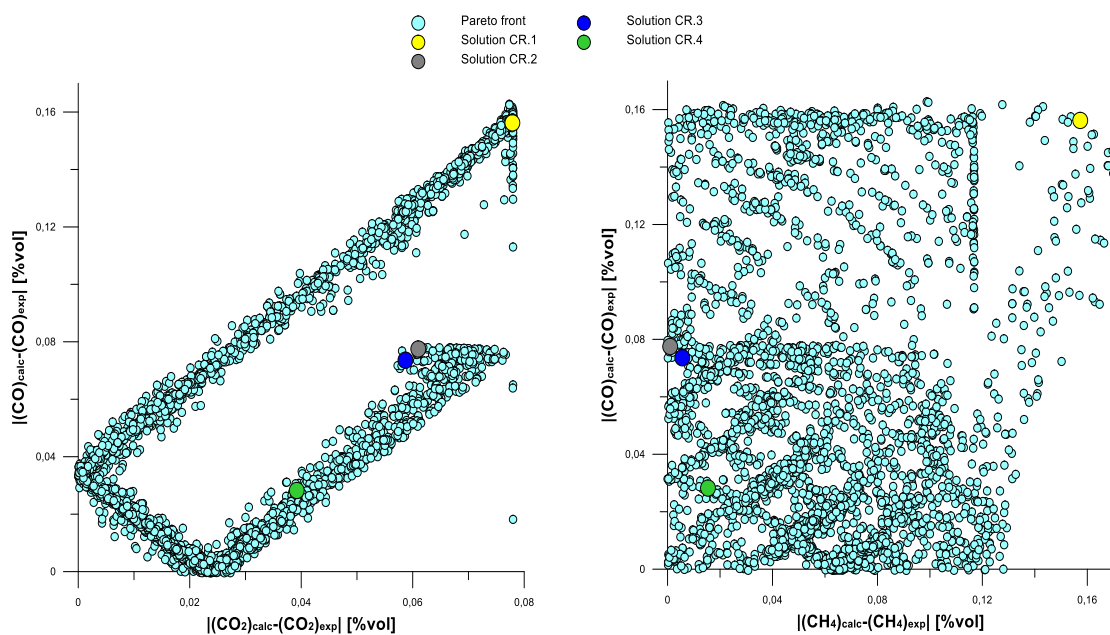 Pareto front
Solution CR.1
Solution CR.2
Solution CR.3
Solution CR.4
|(CO)calc-(CO)exp| [%vol]
0,16
0,12
0,08
0,04
0
0
0,02
0,04
0,06
0,08
|(CO2)calc-(CO2)exp| [%vol]
|(CO)calc-(CO)exp| [%vol]
0,16
0,12
0,08
0,04
0
0
0,04
0,08
0,12
0,16
|(CH4)calc-(CH4)exp| [%vol]